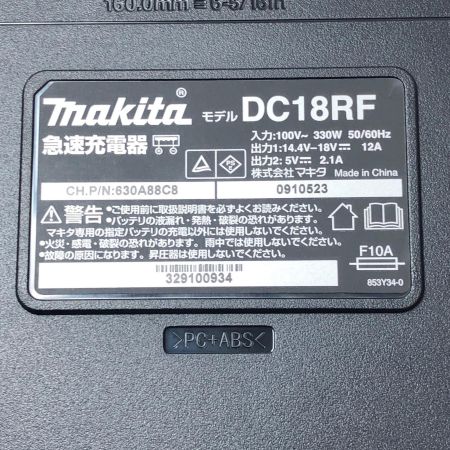 160.0mm≅6-5/16in
makita® モデル DC18RF
急速充電器
入力:100V~ 330W 50/60Hz
出力1:14.4V-18V⎓ 12A
出力2: 5V⎓ 2.1A
株式会社マキタ Made in China
CH.P/N:630A88C8 0910523
警告 •ご使用前に取扱説明書を必ずよくお読みください。
•バッテリの液漏れ・発熱・破裂の恐れがあります。
マキタ専用の指定バッテリの充電以外には使用しないでください。
•火災・感電・破裂の恐れがあります。雨中では使用しないでください。
•故障の原因になります。昇圧器は使用しないでください。
F10A
329100934
853Y34-0
>PC+ABS<